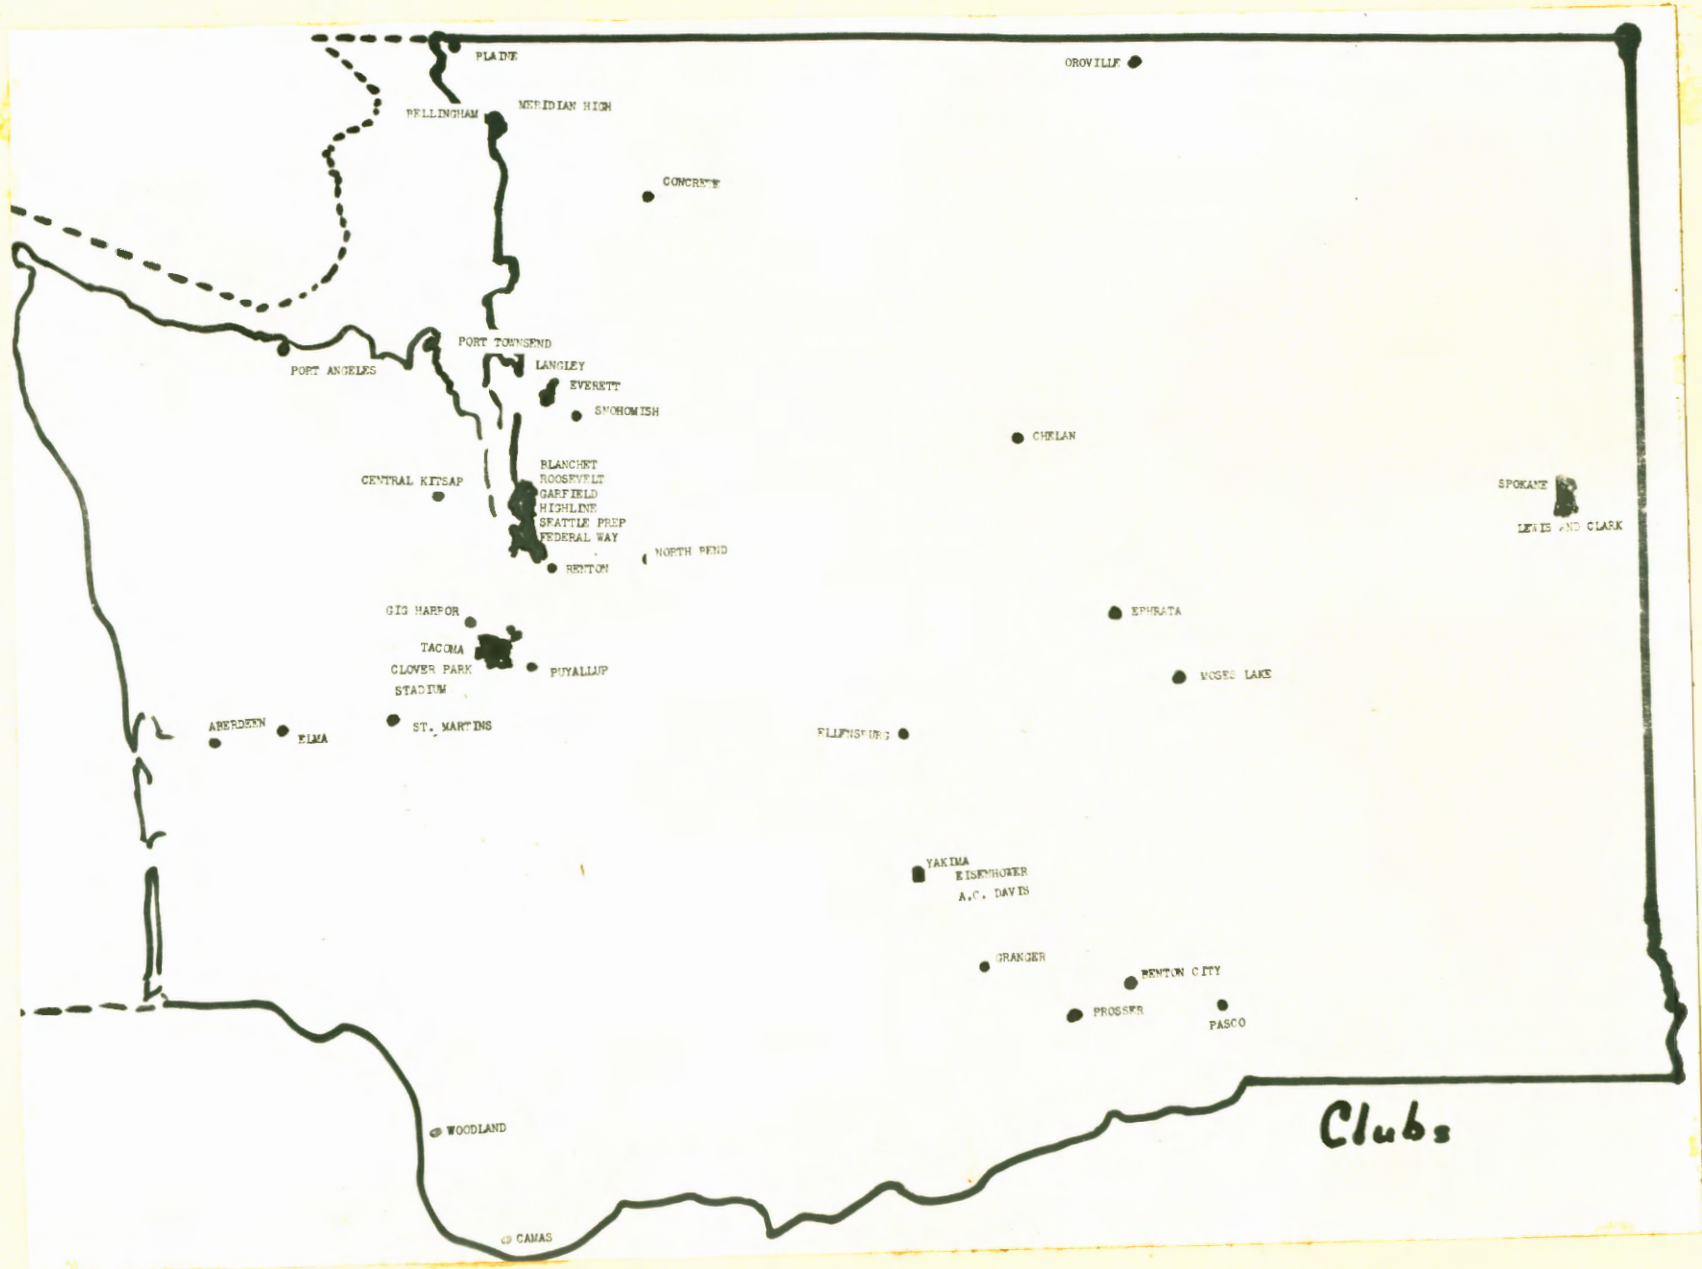 BLAINE
OROVILLE
BELLINGHAM
MERIDIAN HIGH
CONCRETE
PORT TOWNSEND
LANGLEY
PORT ANGELES
EVERETT
SNOHOMISH
CHELAN
BLANCHET
ROOSEVELT
GARFIELD
HIGHLINE
SEATTLE PREP
FEDERAL WAY
CENTRAL KITSAP
SPOKANE
LEWIS AND CLARK
NORTH BEND
RENTON
GIG HARBOR
EPHRATA
TACOMA
CLOVER PARK
STADIUM
PUYALLUP
MOSES LAKE
ABERDEEN
ELMA
ST. MARTINS
ELLENSBURG
YAKIMA
EISENHOWER
A.C. DAVIS
GRANGER
BENTON CITY
PROSSER
PASCO
WOODLAND
Clubs
CAMAS